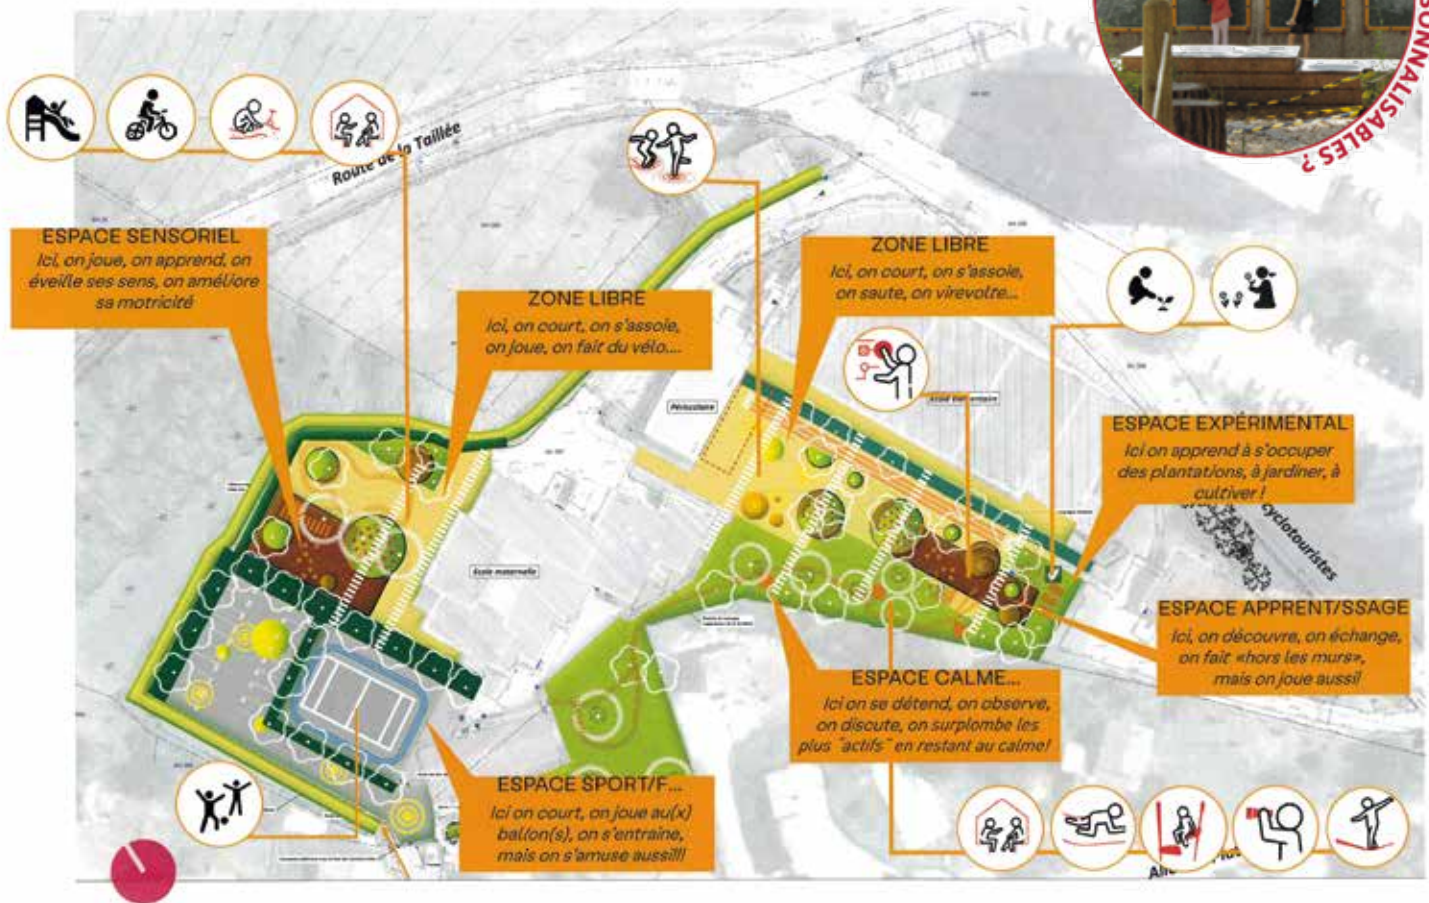 ONNALISABLES ?
Route de la Taillée
ESPACE SENSORIEL
Ici, on joue, on apprend, on
éveille ses sens, on améliore
sa motricité
ZONE LIBRE
Ici, on court, on s'assoie,
on joue, on fait du vélo....
ZONE LIBRE
Ici, on court, on s'assoie,
on saute, on virevolte...
Périscolaire
ESPACE EXPÉRIMENTAL
Ici on apprend à s'occuper
des plantations, à jardiner, à
cultiver !
cyclotouristes
Ecole maternelle
ESPACE APPRENT/SSAGE
Ici, on découvre, on échange,
on fait «hors les murs»,
mais on joue aussi!
ESPACE CALME...
Ici on se détend, on observe,
on discute, on surplombe les
plus "actifs" en restant au calme!
ESPACE SPORT/F...
Ici on court, on joue au(x)
bal/on(s), on s'entraine,
mais on s'amuse aussi!!!